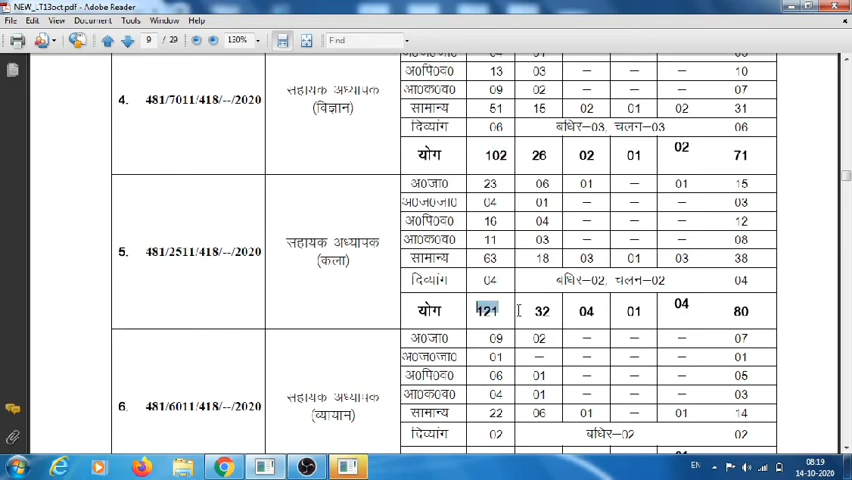 NEW_LT13oct.pdf - Adobe Reader
File Edit View Document Tools Window Help
9 / 29 130% Find
अ0पि0व0 13 03 – – – 10
आ0क0व0 09 02 – – – 07
4. 481/7011/418/--/2020 सहायक अध्यापक
(विज्ञान)
सामान्य 51 15 02 01 02 31
दिव्यांग 06 बधिर-03, चलन-03 06
योग 102 26 02 01 02 71
अ0जा0 23 06 01 – 01 15
अ0ज0जा0 04 01 – – – 03
अ0पि0व0 16 04 – – – 12
5. 481/2511/418/--/2020 सहायक अध्यापक
(कला)
आ0क0व0 11 03 – – – 08
सामान्य 63 18 03 01 03 38
दिव्यांग 04 बधिर-02, चलन-02 04
योग 121 32 04 01 04 80
अ0जा0 09 02 – – – 07
अ0ज0जा0 01 – – – – 01
अ0पि0व0 06 01 – – – 05
आ0क0व0 04 01 – – – 03
6. 481/6011/418/--/2020 सहायक अध्यापक
(व्यायान)
सामान्य 22 06 01 – 01 14
दिव्यांग 02 बधिर-02 02
EN 08:19
14-10-2020